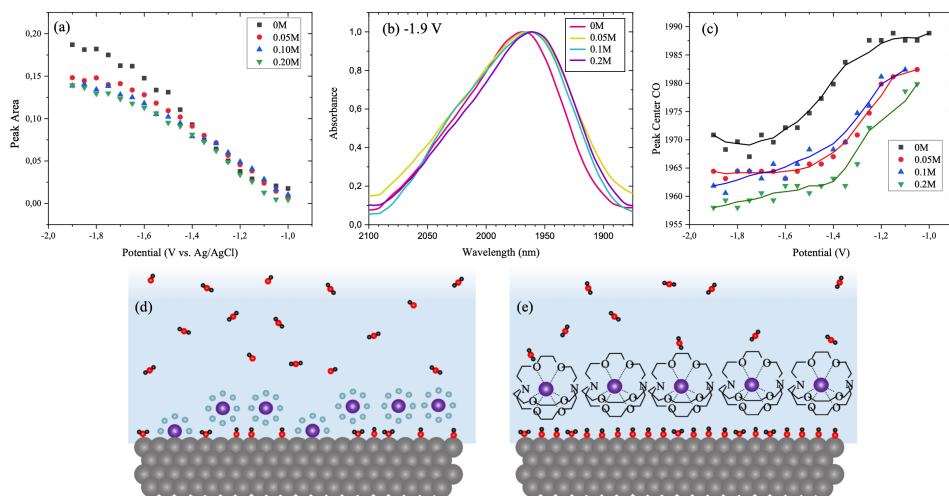 (a)
0M
0.05M
0.10M
0.20M
0,20
0,15
0,10
0,05
0,00
Peak Area
-2,0 -1,8 -1,6 -1,4 -1,2 -1,0
Potential (V vs. Ag/AgCl)
(b) -1.9 V
0M
0.05M
0.1M
0.2M
1,0
0,8
0,6
0,4
0,2
0,0
Absorbance
2100 2050 2000 1950 1900
Wavelength (nm)
(c)
0M
0.05M
0.1M
0.2M
1990
1985
1980
1975
1970
1965
1960
1955
Peak Center CO
-2,0 -1,8 -1,6 -1,4 -1,2 -1,0
Potential (V)
(d)
(e)
O O O O O
O O O O O
N N N N N N N N N N
O O O O O O O O O O
O O O O O O O O O O